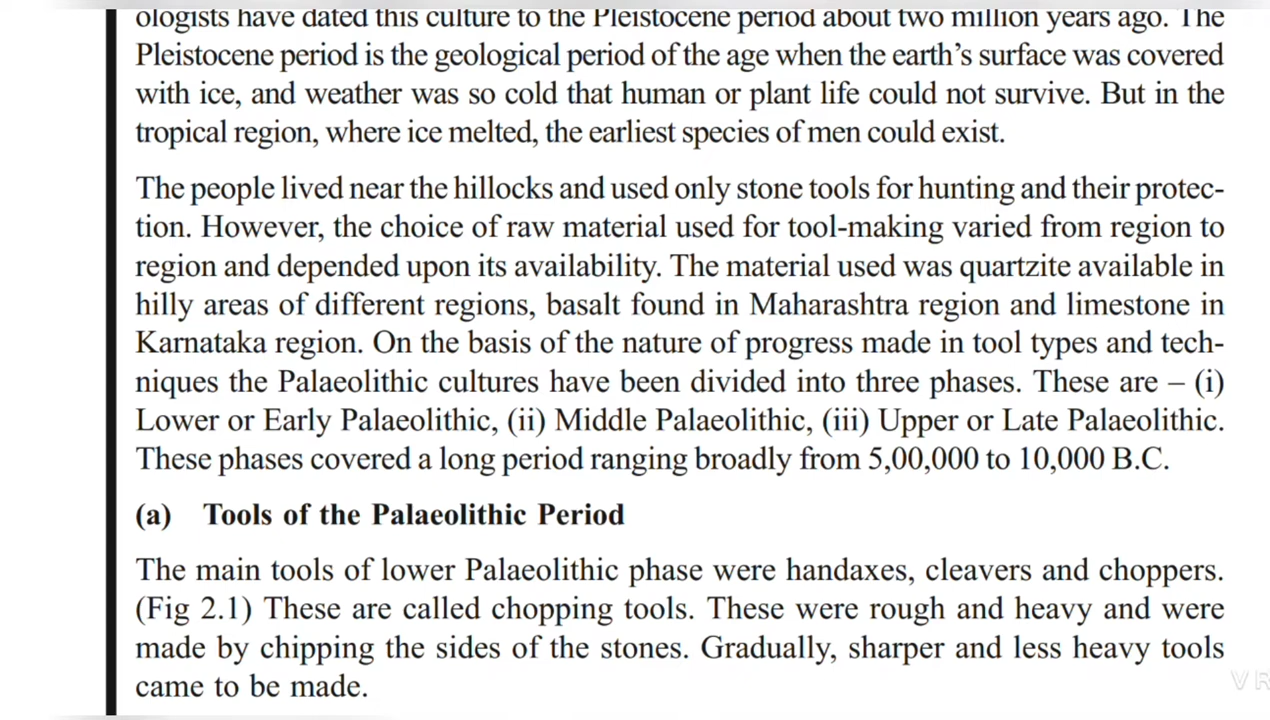 ologists have dated this culture to the Pleistocene period about two million years ago. The
Pleistocene period is the geological period of the age when the earth's surface was covered
with ice, and weather was so cold that human or plant life could not survive. But in the
tropical region, where ice melted, the earliest species of men could exist.
The people lived near the hillocks and used only stone tools for hunting and their protec-
tion. However, the choice of raw material used for tool-making varied from region to
region and depended upon its availability. The material used was quartzite available in
hilly areas of different regions, basalt found in Maharashtra region and limestone in
Karnataka region. On the basis of the nature of progress made in tool types and tech-
niques the Palaeolithic cultures have been divided into three phases. These are – (i)
Lower or Early Palaeolithic, (ii) Middle Palaeolithic, (iii) Upper or Late Palaeolithic.
These phases covered a long period ranging broadly from 5,00,000 to 10,000 B.C.
(a) Tools of the Palaeolithic Period
The main tools of lower Palaeolithic phase were handaxes, cleavers and choppers.
(Fig 2.1) These are called chopping tools. These were rough and heavy and were
made by chipping the sides of the stones. Gradually, sharper and less heavy tools
came to be made.